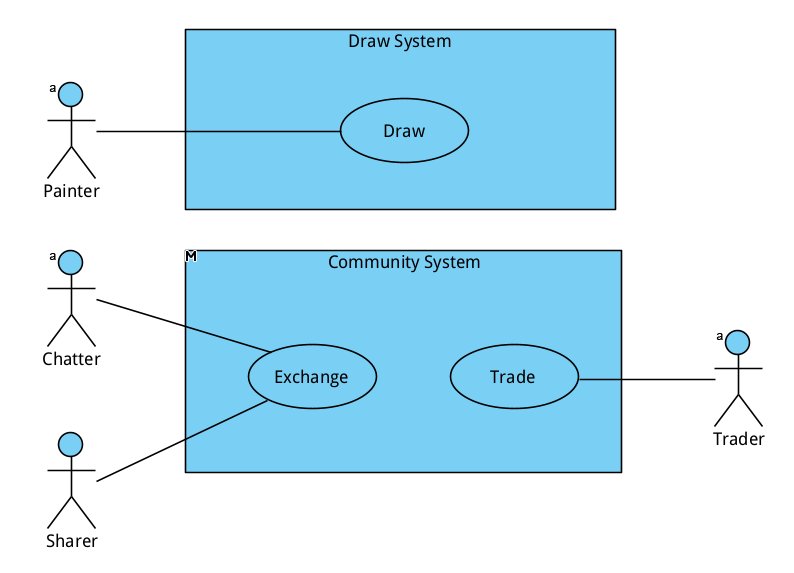 Draw System
a
Draw
Painter
a
M
Community System
Chatter
Exchange
Trade
a
Trader
Sharer